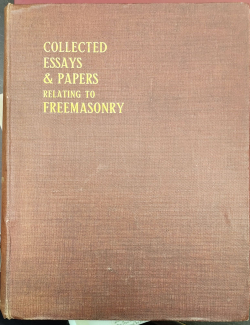 COLLECTED
ESSAYS
& PAPERS
RELATING TO
FREEMASONRY